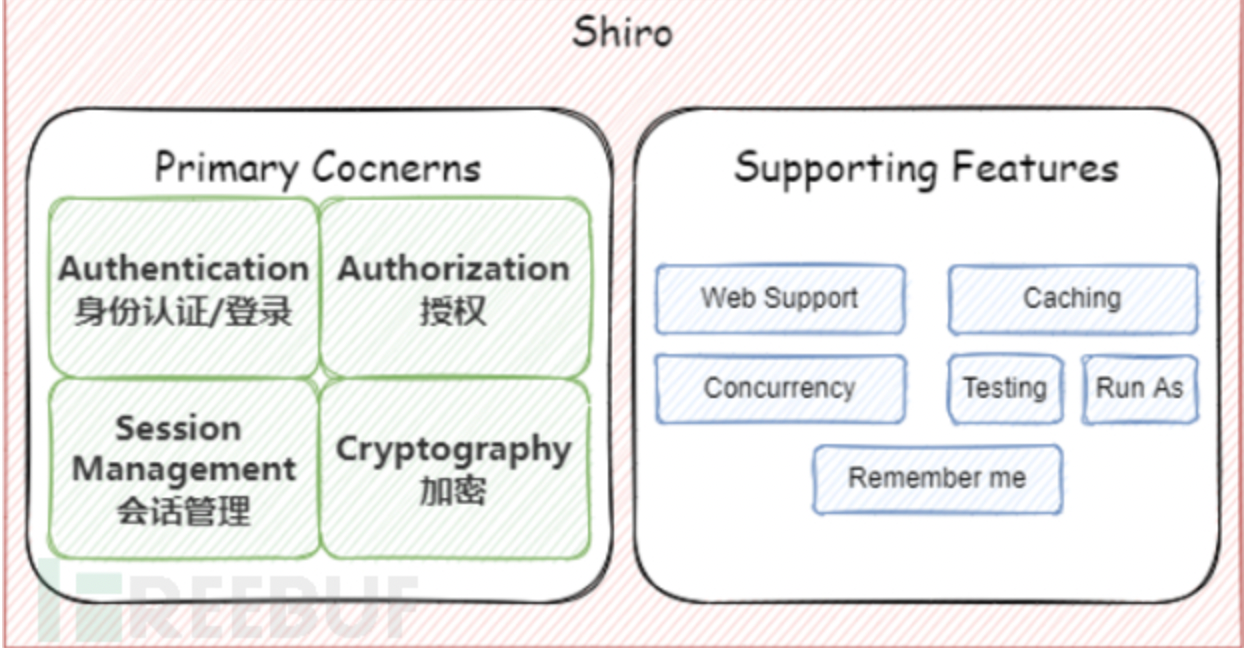 Shiro
Primary Cocnerns
Authentication
身份认证/登录
Authorization
授权
Session
Management
会话管理
Cryptography
加密
Supporting Features
Web Support
Caching
Concurrency
Testing
Run As
Remember me
FREEBUF